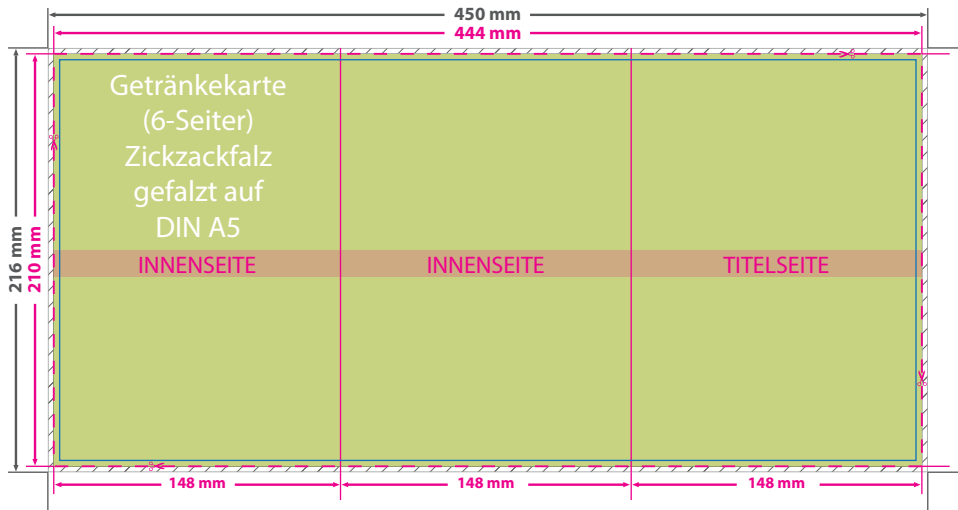 450 mm
444 mm
Getränkekarte
(6-Seiter)
Zickzackfalz
gefalzt auf
DIN A5
216 mm
210 mm
INNENSEITE
INNENSEITE
TITELSEITE
148 mm
148 mm
148 mm